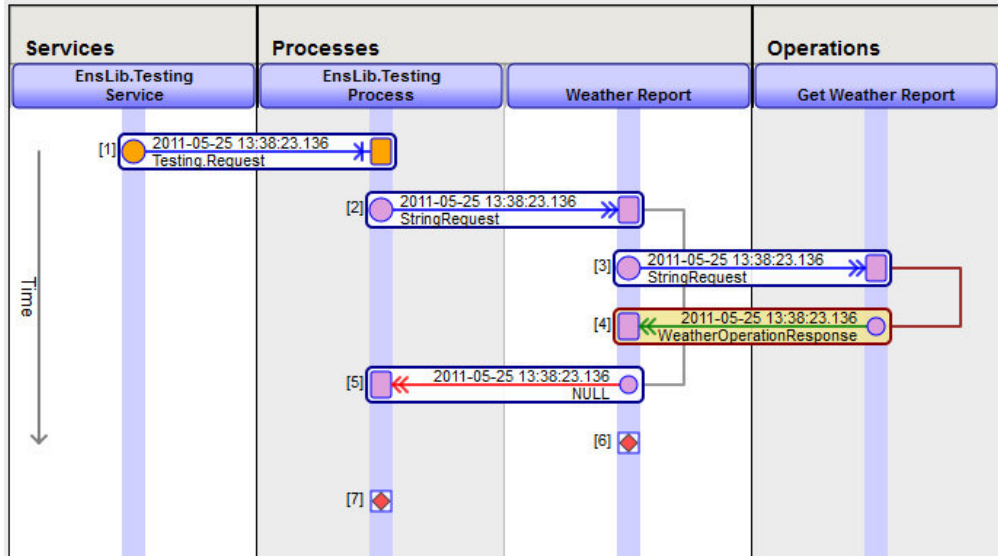 Services
Processes
Operations
EnsLib.Testing
Service
EnsLib.Testing
Process
Weather Report
Get Weather Report
[1]
2011-05-25 13:38:23.136
Testing.Request
[2]
2011-05-25 13:38:23.136
StringRequest
[3]
2011-05-25 13:38:23.136
StringRequest
Time
[4]
2011-05-25 13:38:23.136
WeatherOperationResponse
[5]
2011-05-25 13:38:23.136
NULL
[6]
[7]